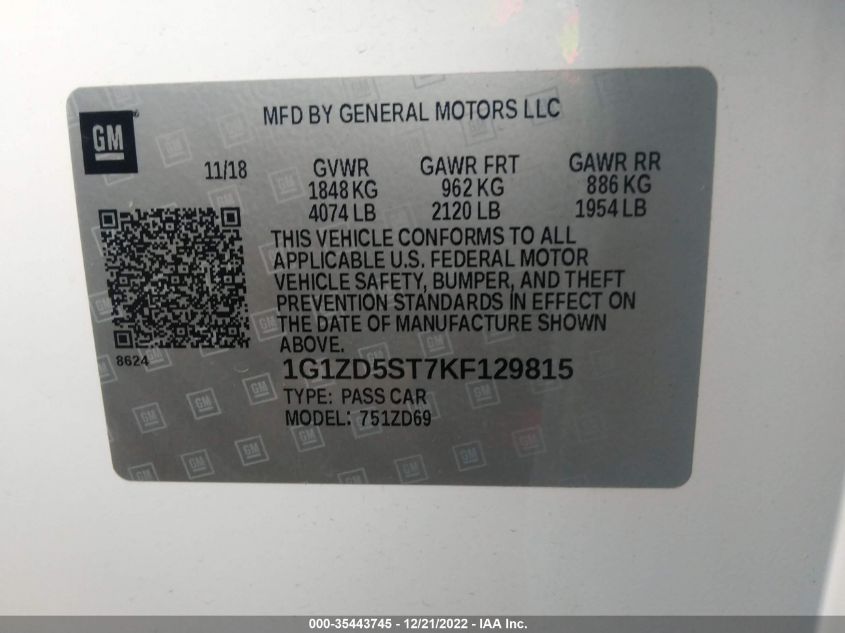 GM
MFD BY GENERAL MOTORS LLC
11/18 GVWR GAWR FRT GAWR RR
1848 KG 962 KG 886 KG
4074 LB 2120 LB 1954 LB
THIS VEHICLE CONFORMS TO ALL
APPLICABLE U.S. FEDERAL MOTOR
VEHICLE SAFETY, BUMPER, AND THEFT
PREVENTION STANDARDS IN EFFECT ON
THE DATE OF MANUFACTURE SHOWN
ABOVE.
8624
1G1ZD5ST7KF129815
TYPE: PASS CAR
MODEL: 751ZD69
000-35443745 - 12/21/2022 - IAA Inc.